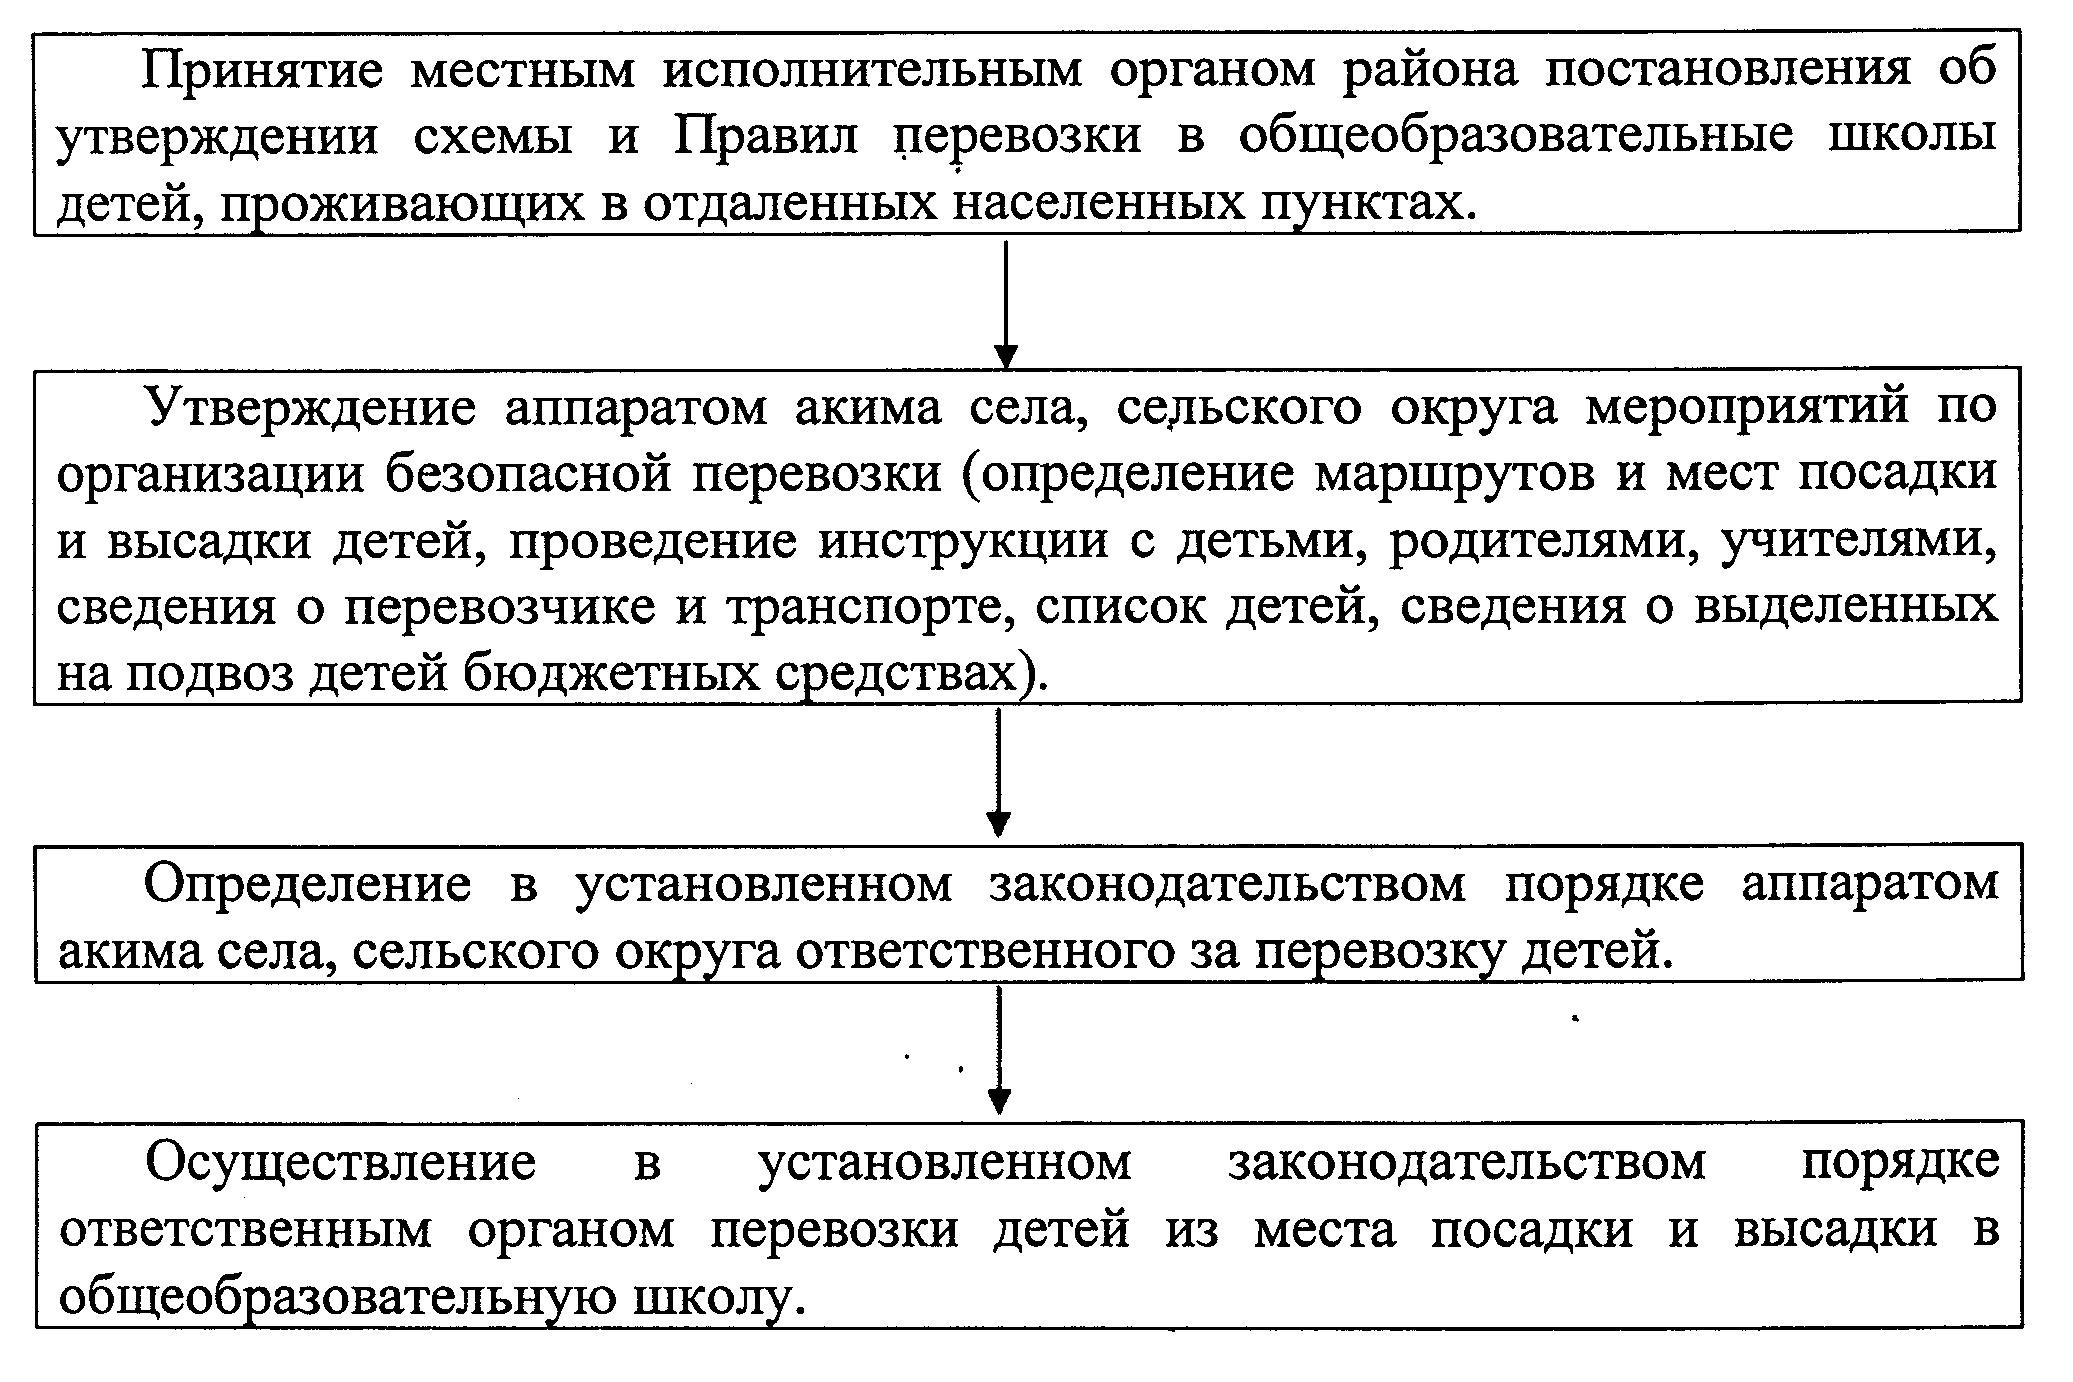 Принятие местным исполнительным органом района постановления об
утверждении схемы и Правил перевозки в общеобразовательные школы
детей, проживающих в отдаленных населенных пунктах.
Утверждение аппаратом акима села, сельского округа мероприятий по
организации безопасной перевозки (определение маршрутов и мест посадки
и высадки детей, проведение инструкции с детьми, родителями, учителями,
сведения о перевозчике и транспорте, список детей, сведения о выделенных
на подвоз детей бюджетных средствах).
Определение в установленном законодательством порядке аппаратом
акима села, сельского округа ответственного за перевозку детей.
Осуществление в установленном законодательством порядке
ответственным органом перевозки детей из места посадки и высадки в
общеобразовательную школу.